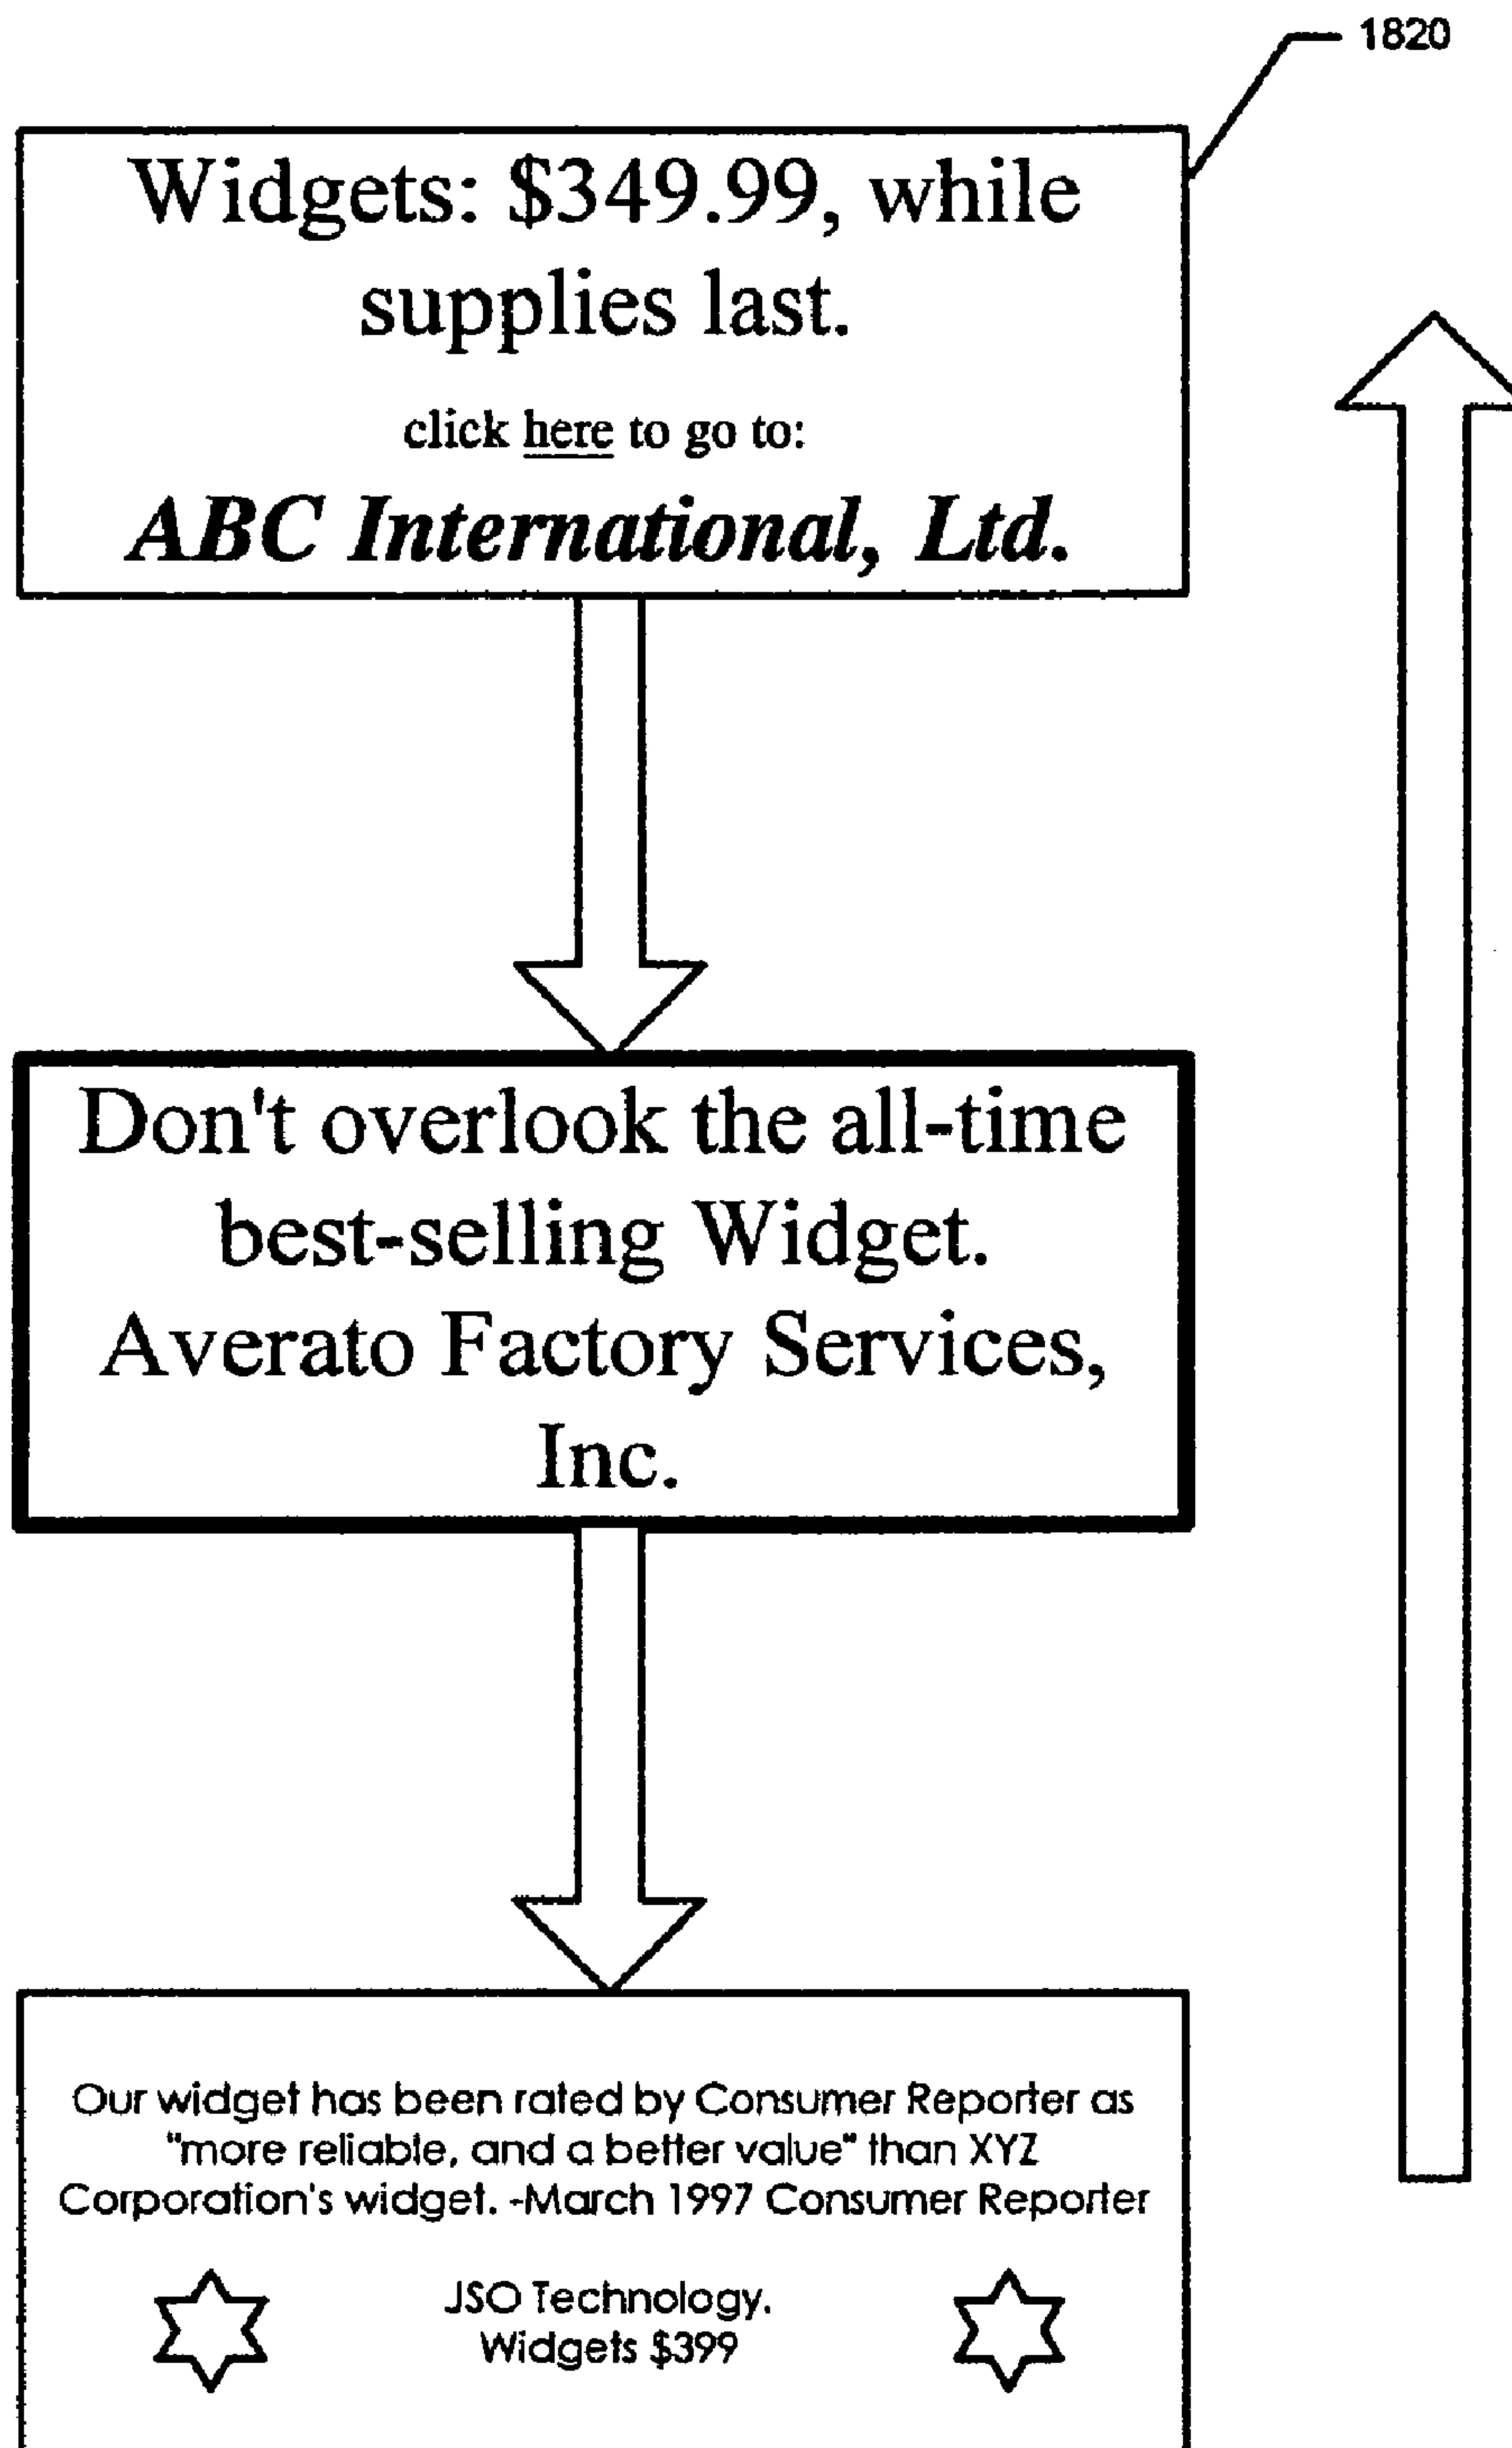 1820
Widgets: $349.99, while
supplies last.
click here to go to:
ABC International, Ltd.
Don't overlook the all-time
best-selling Widget.
Averato Factory Services,
Inc.
Our widget has been rated by Consumer Reporter as
"more reliable, and a better value" than XYZ
Corporation's widget. -March 1997 Consumer Reporter
JSO Technology.
Widgets $399